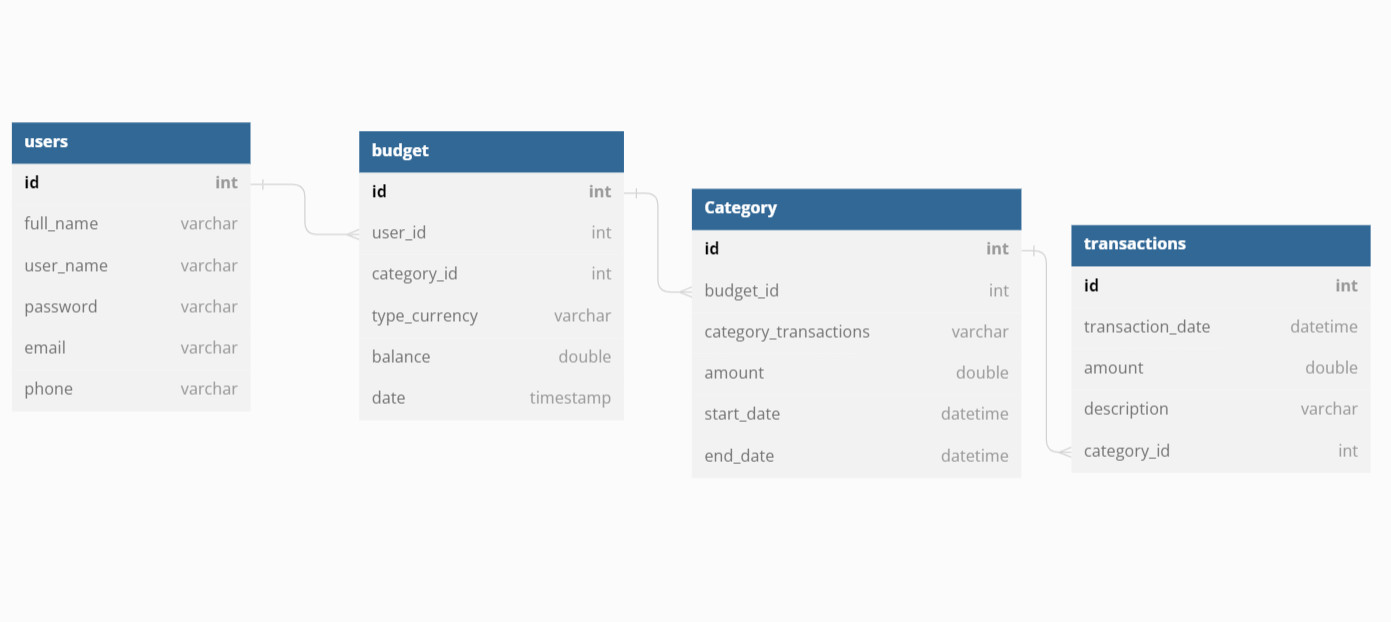 users
id int
full_name varchar
user_name varchar
password varchar
email varchar
phone varchar
budget
id int
user_id int
category_id int
type_currency varchar
balance double
date timestamp
Category
id int
budget_id int
category_transactions varchar
amount double
start_date datetime
end_date datetime
transactions
id int
transaction_date datetime
amount double
description varchar
category_id int